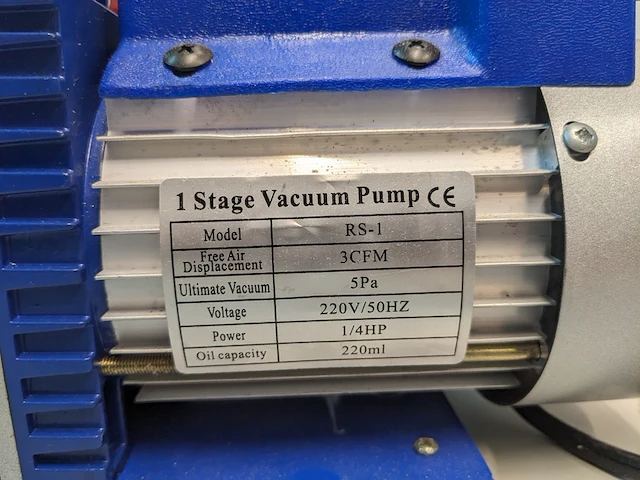 1 Stage Vacuum Pump CE
Model RS-1
Free Air
Displacement 3CFM
Ultimate Vacuum 5Pa
Voltage 220V/50HZ
Power 1/4HP
Oil capacity 220ml